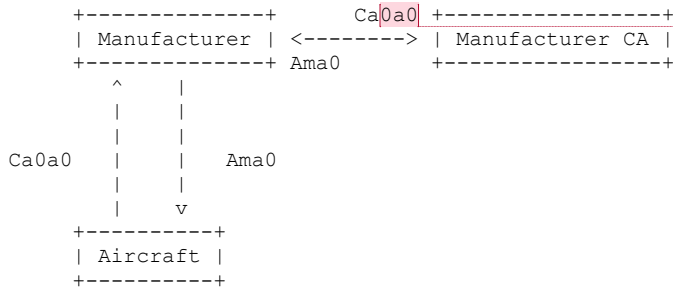 Ca0a0
Manufacturer <--------> Manufacturer CA
Ama0
Ca0a0 Ama0
Aircraft